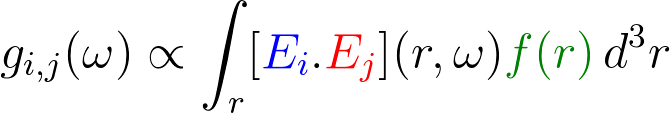 g_{i,j}(ω) ∝ ∫_r [E_i.E_j](r, ω)f(r) d^3r